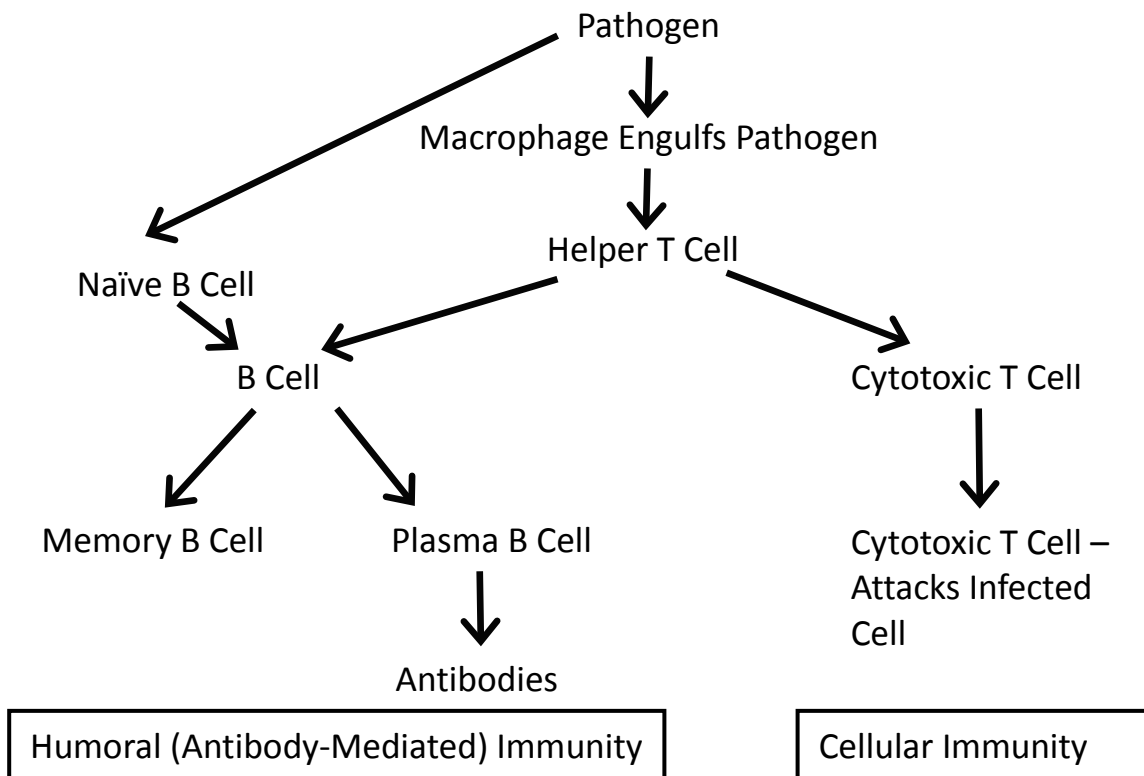 Pathogen
Macrophage Engulfs Pathogen
Helper T Cell
Naïve B Cell
B Cell
Cytotoxic T Cell
Memory B Cell
Plasma B Cell
Cytotoxic T Cell –
Attacks Infected
Cell
Antibodies
Humoral (Antibody-Mediated) Immunity
Cellular Immunity